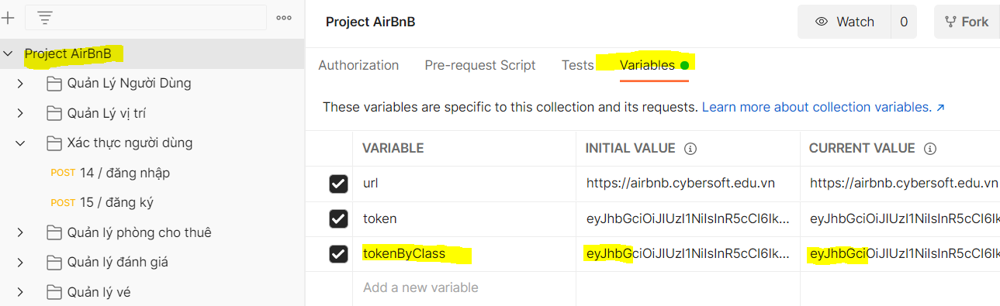 Project AirBnB
Watch 0
Fork
Project AirBnB
Quản Lý Người Dùng
Quản Lý vị trí
Xác thực người dùng
POST 14 / đăng nhập
POST 15 / đăng ký
Quản lý phòng cho thuê
Quản lý đánh giá
Quản lý vé
Authorization Pre-request Script Tests Variables
These variables are specific to this collection and its requests. Learn more about collection variables. ↗
VARIABLE INITIAL VALUE CURRENT VALUE
url https://airbnb.cybersoft.edu.vn https://airbnb.cybersoft.edu.vn
token eyJhbGciOiJIUzI1NiIsInR5cCI6Ik... eyJhbGciOiJIUzI1NiIsInR5cCI6Ik
tokenByClass eyJhbGciOiJIUzI1NiIsInR5cCI6Ik... eyJhbGciOiJIUzI1NiIsInR5cCI6Ik
Add a new variable